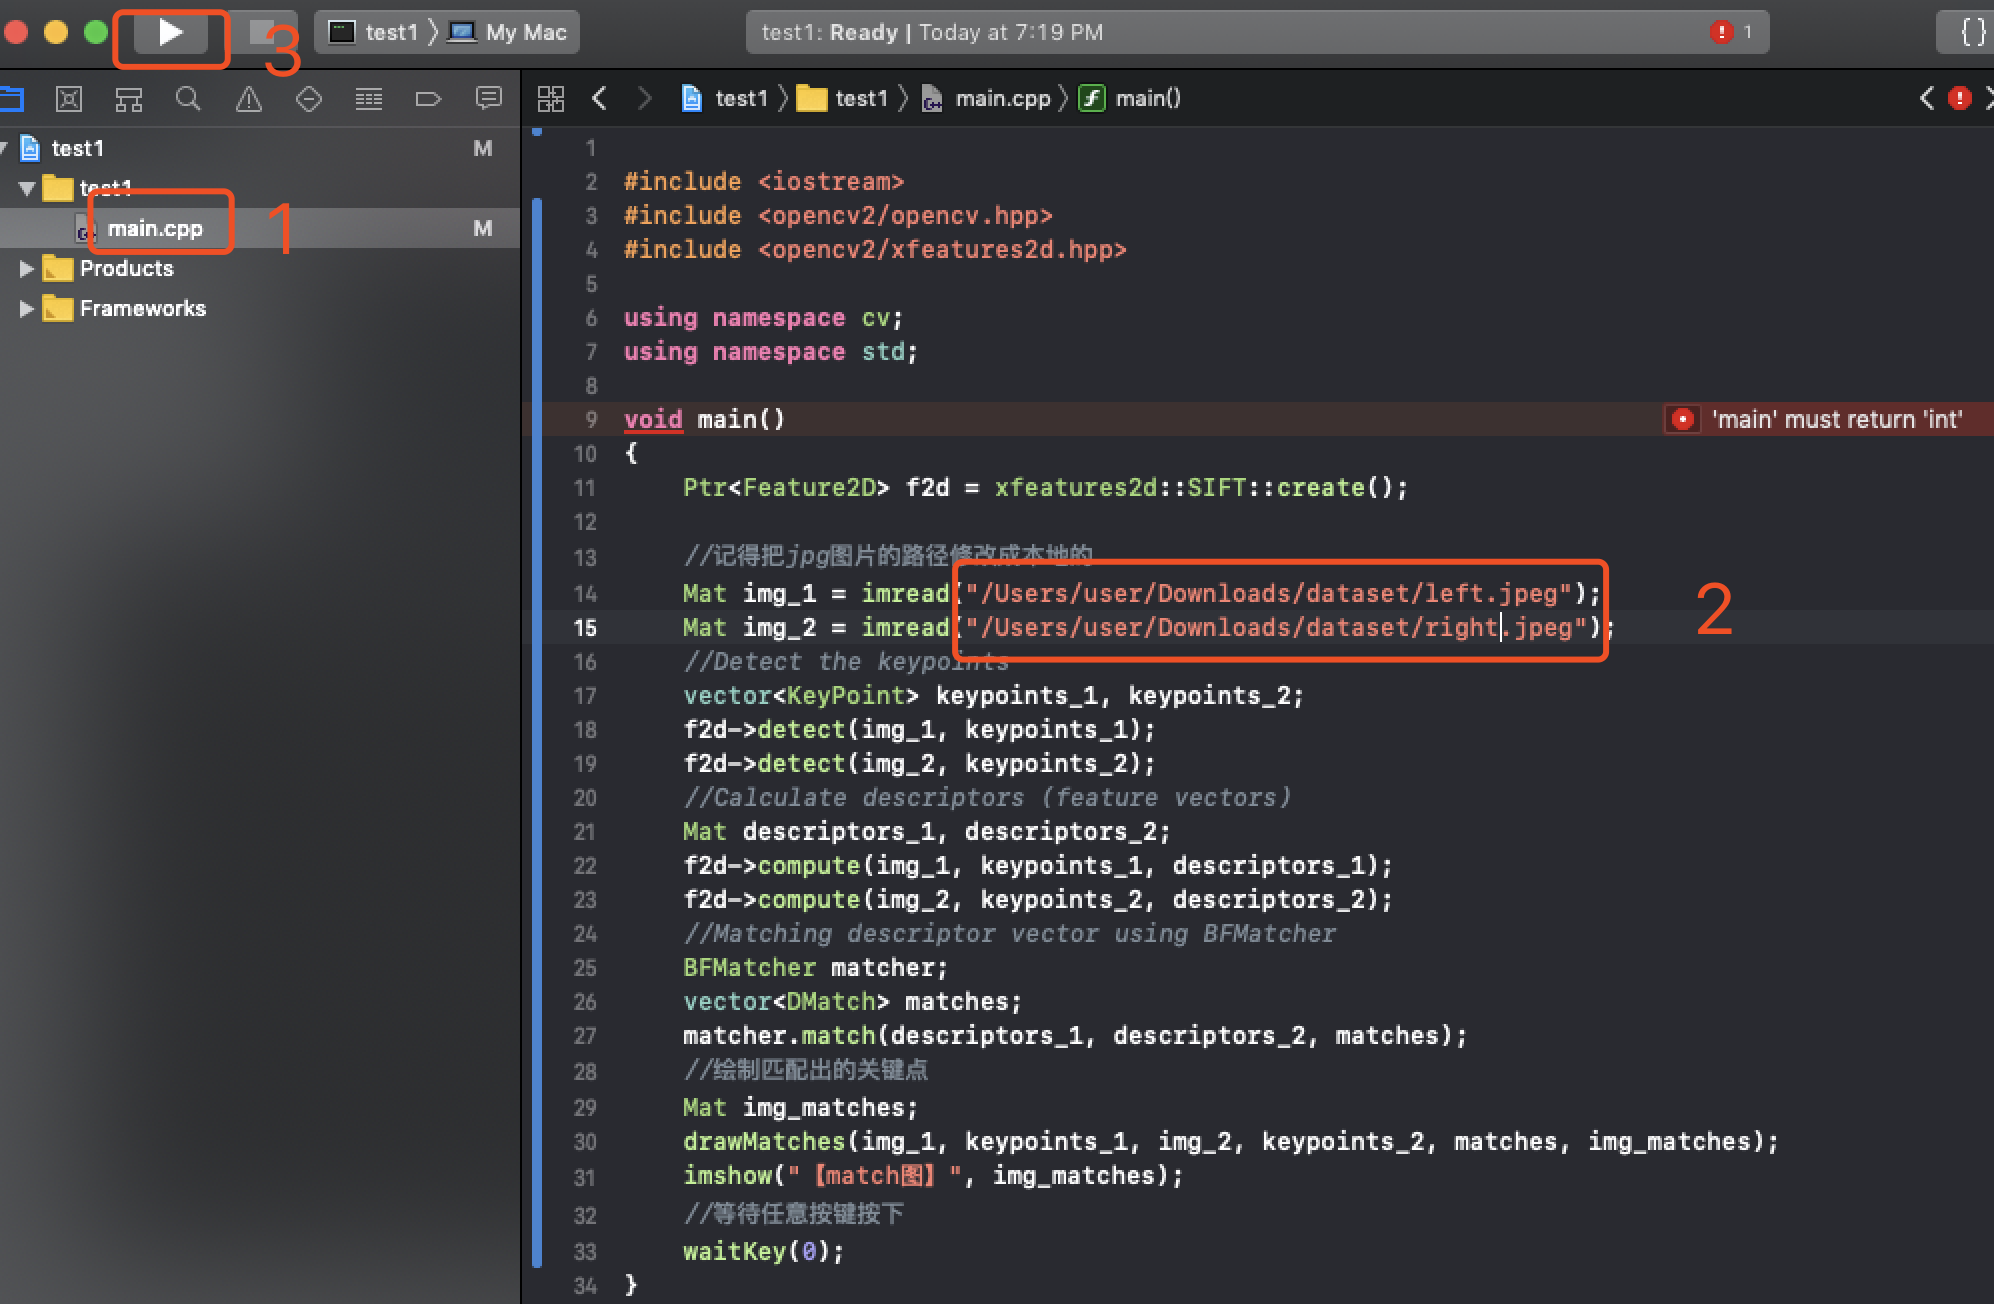 3
test1 〉 My Mac
test1: Ready | Today at 7:19 PM
1
{}
test1 〉 test1 〉 main.cpp 〉 main()
test1 M
test1
main.cpp M
1
Products
Frameworks
1
2 #include <iostream>
3 #include <opencv2/opencv.hpp>
4 #include <opencv2/xfeatures2d.hpp>
5
6 using namespace cv;
7 using namespace std;
8
9 void main() 'main' must return 'int'
10 {
11 Ptr<Feature2D> f2d = xfeatures2d::SIFT::create();
12
13 //记得把jpg图片的路径修改成本地的
14 Mat img_1 = imread("/Users/user/Downloads/dataset/left.jpeg");
15 Mat img_2 = imread("/Users/user/Downloads/dataset/right.jpeg");
2
16 //Detect the keypoints
17 vector<KeyPoint> keypoints_1, keypoints_2;
18 f2d->detect(img_1, keypoints_1);
19 f2d->detect(img_2, keypoints_2);
20 //Calculate descriptors (feature vectors)
21 Mat descriptors_1, descriptors_2;
22 f2d->compute(img_1, keypoints_1, descriptors_1);
23 f2d->compute(img_2, keypoints_2, descriptors_2);
24 //Matching descriptor vector using BFMatcher
25 BFMatcher matcher;
26 vector<DMatch> matches;
27 matcher.match(descriptors_1, descriptors_2, matches);
28 //绘制匹配出的关键点
29 Mat img_matches;
30 drawMatches(img_1, keypoints_1, img_2, keypoints_2, matches, img_matches);
31 imshow("【match图】", img_matches);
32 //等待任意按键按下
33 waitKey(0);
34 }